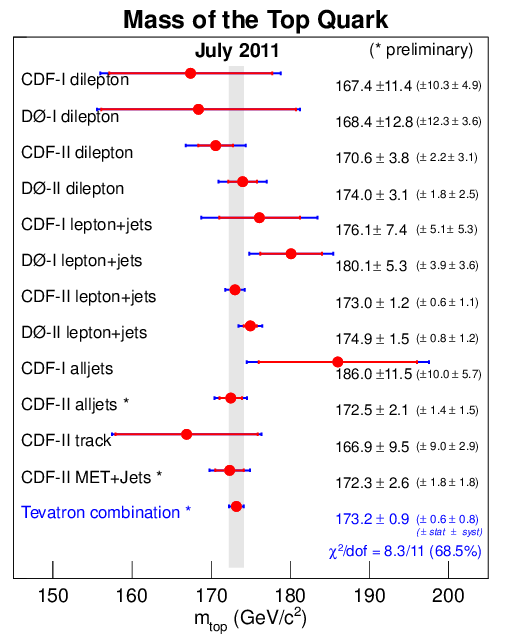 Mass of the Top Quark
July 2011 (* preliminary)
CDF-I dilepton 167.4 ±11.4 (±10.3 ± 4.9)
DØ-I dilepton 168.4 ±12.8 (±12.3 ± 3.6)
CDF-II dilepton 170.6 ± 3.8 (± 2.2 ± 3.1)
DØ-II dilepton 174.0 ± 3.1 (± 1.8 ± 2.5)
CDF-I lepton+jets 176.1 ± 7.4 (± 5.1 ± 5.3)
DØ-I lepton+jets 180.1 ± 5.3 (± 3.9 ± 3.6)
CDF-II lepton+jets 173.0 ± 1.2 (± 0.6 ± 1.1)
DØ-II lepton+jets 174.9 ± 1.5 (± 0.8 ± 1.2)
CDF-I alljets 186.0 ±11.5 (±10.0 ± 5.7)
CDF-II alljets * 172.5 ± 2.1 (± 1.4 ± 1.5)
CDF-II track 166.9 ± 9.5 (± 9.0 ± 2.9)
CDF-II MET+Jets * 172.3 ± 2.6 (± 1.8 ± 1.8)
Tevatron combination * 173.2 ± 0.9 (± 0.6 ± 0.8)
(± stat ± syst)
χ²/dof = 8.3/11 (68.5%)
150 160 170 180 190 200
m_top (GeV/c²)